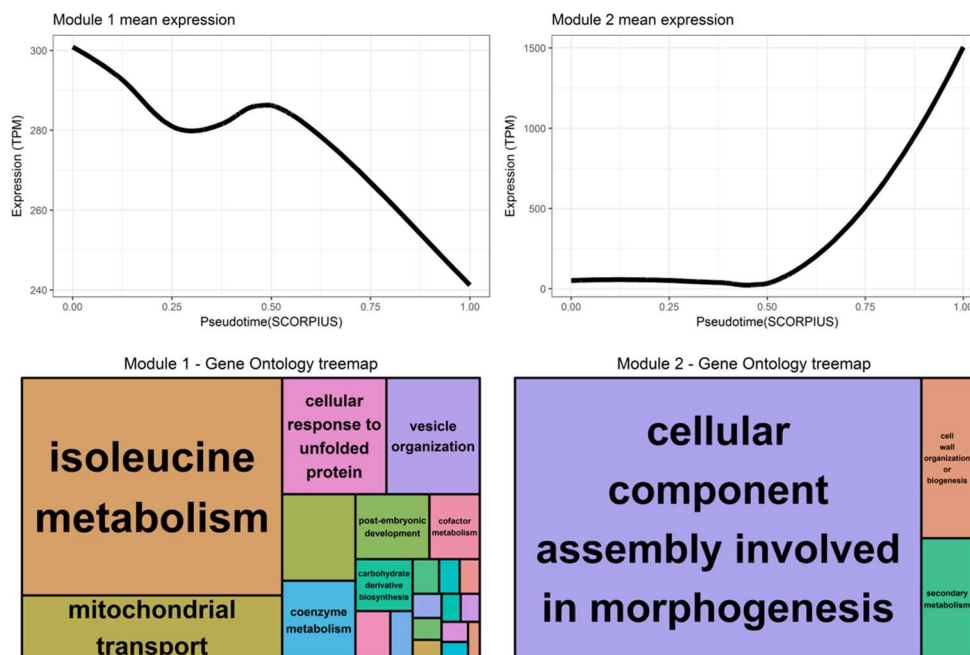 Module 1 mean expression
300
280
260
240
Expression (TPM)
0.00
0.25
0.50
0.75
1.00
Pseudotime(SCORPIUS)
Module 2 mean expression
1500
1000
500
0
Expression (TPM)
0.00
0.25
0.50
0.75
1.00
Pseudotime(SCORPIUS)
Module 1 - Gene Ontology treemap
isoleucine
metabolism
mitochondrial
transport
cellular
response to
unfolded
protein
vesicle
organization
post-embryonic
development
cofactor
metabolism
carbohydrate
derivative
biosynthesis
coenzyme
metabolism
Module 2 - Gene Ontology treemap
cellular
component
assembly involved
in morphogenesis
cell
wall
organization
or
biogenesis
secondary
metabolism